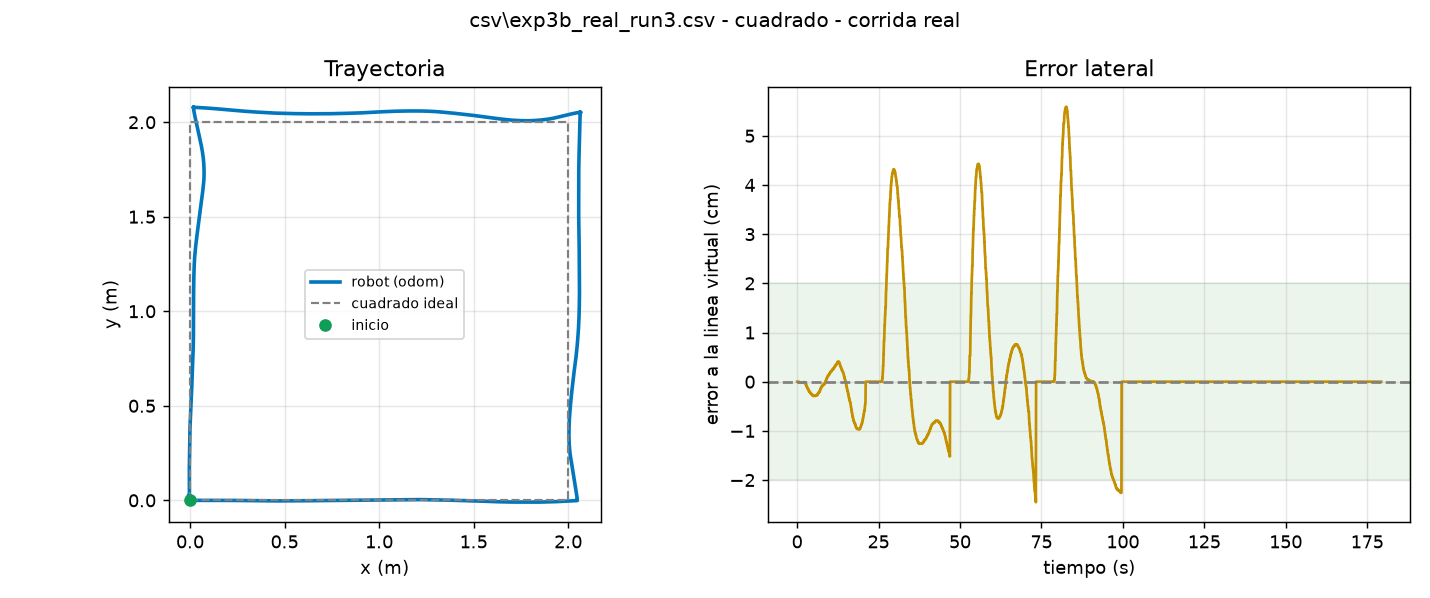 csv\exp3b_real_run3.csv - cuadrado - corrida real
Trayectoria
y (m)
2.0
1.5
1.0
0.5
0.0
robot (odom)
cuadrado ideal
inicio
0.0 0.5 1.0 1.5 2.0
x (m)
Error lateral
error a la linea virtual (cm)
5
4
3
2
1
0
−1
−2
0 25 50 75 100 125 150 175
tiempo (s)